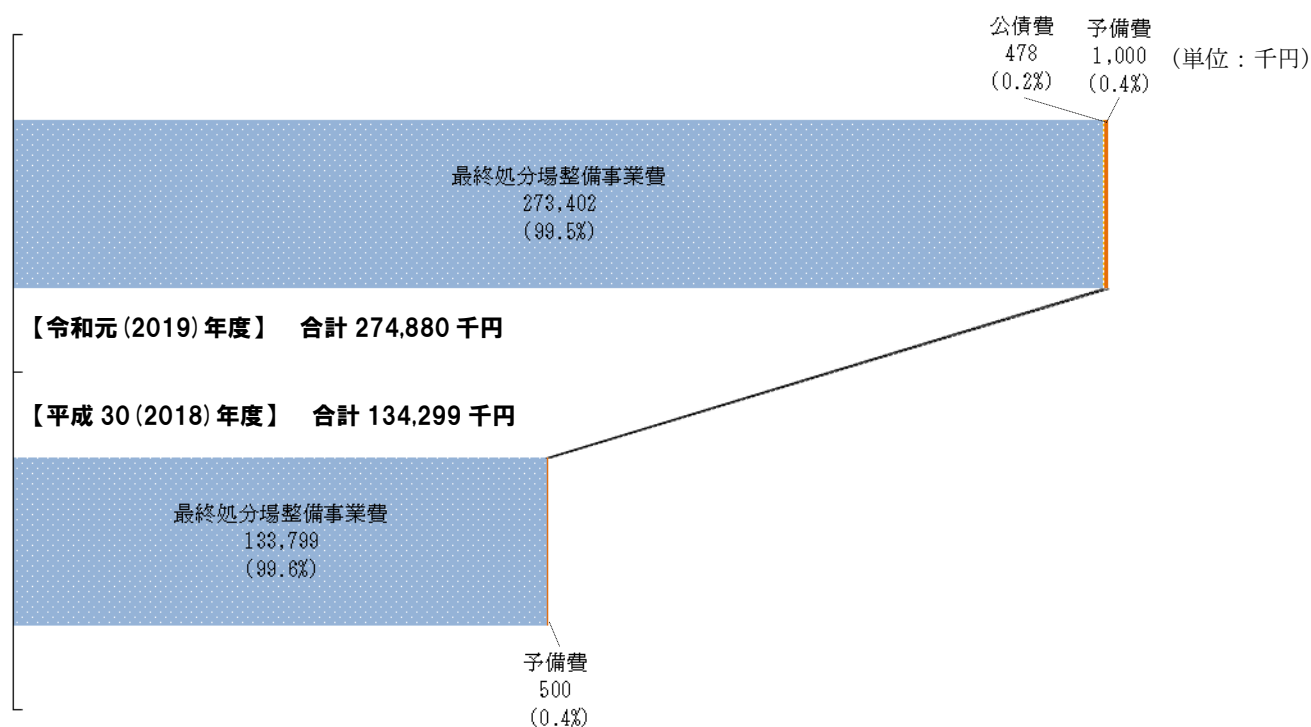 公債費
478
(0.2%)
予備費
1,000
(0.4%)
(単位：千円)
最終処分場整備事業費
273,402
(99.5%)
【令和元(2019)年度】　合計 274,880 千円
【平成 30(2018)年度】　合計 134,299 千円
最終処分場整備事業費
133,799
(99.6%)
予備費
500
(0.4%)